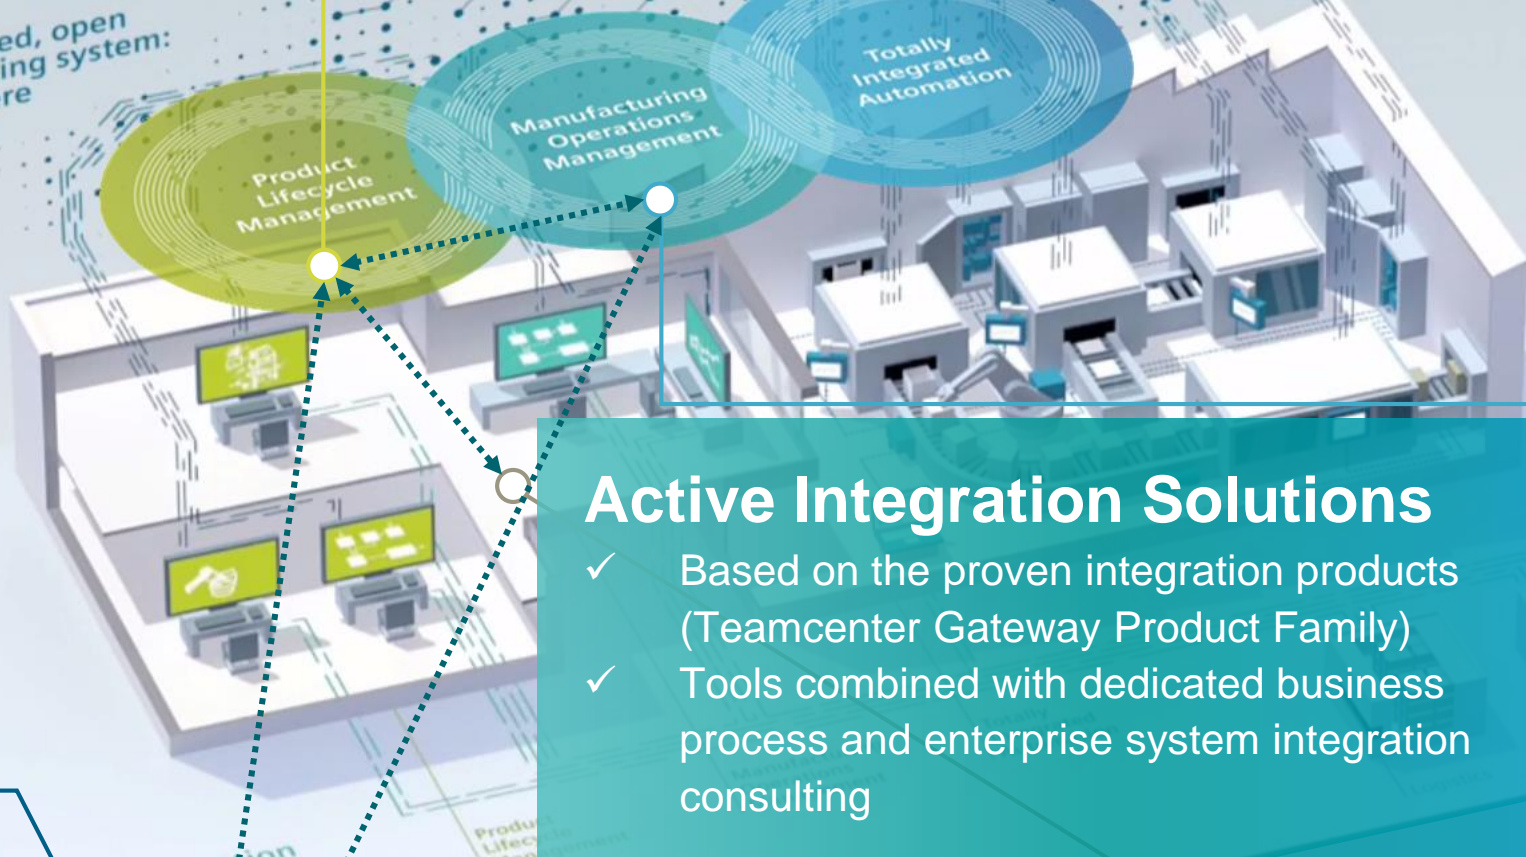 ed, open
ing system:
re
Product
Lifecycle
Management
Manufacturing
Operations
Management
Totally
Integrated
Automation
Active Integration Solutions
✓ Based on the proven integration products
(Teamcenter Gateway Product Family)
✓ Tools combined with dedicated business
process and enterprise system integration
consulting
Logistics